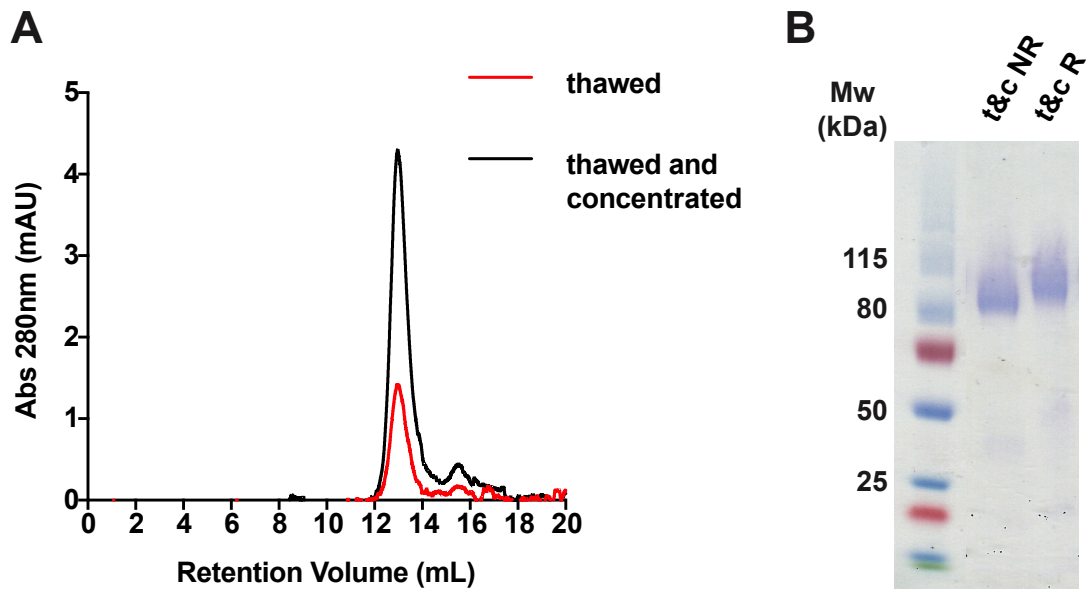 A
thawed
thawed and
concentrated
5
4
3
2
1
0
Abs 280nm (mAU)
0 2 4 6 8 10 12 14 16 18 20
Retention Volume (mL)
B
Mw
(kDa)
t&c NR
t&c R
115
80
50
25